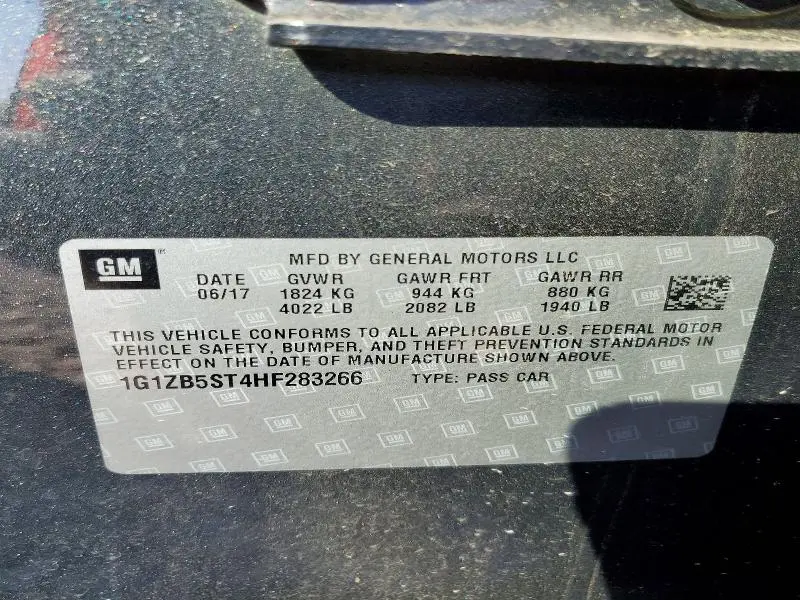 GM
MFD BY GENERAL MOTORS LLC
DATE GVWR GAWR FRT GAWR RR
06/17 1824 KG 944 KG 880 KG
4022 LB 2082 LB 1940 LB
THIS VEHICLE CONFORMS TO ALL APPLICABLE U.S. FEDERAL MOTOR
VEHICLE SAFETY, BUMPER, AND THEFT PREVENTION STANDARDS IN
EFFECT ON THE DATE OF MANUFACTURE SHOWN ABOVE.
1G1ZB5ST4HF283266 TYPE: PASS CAR